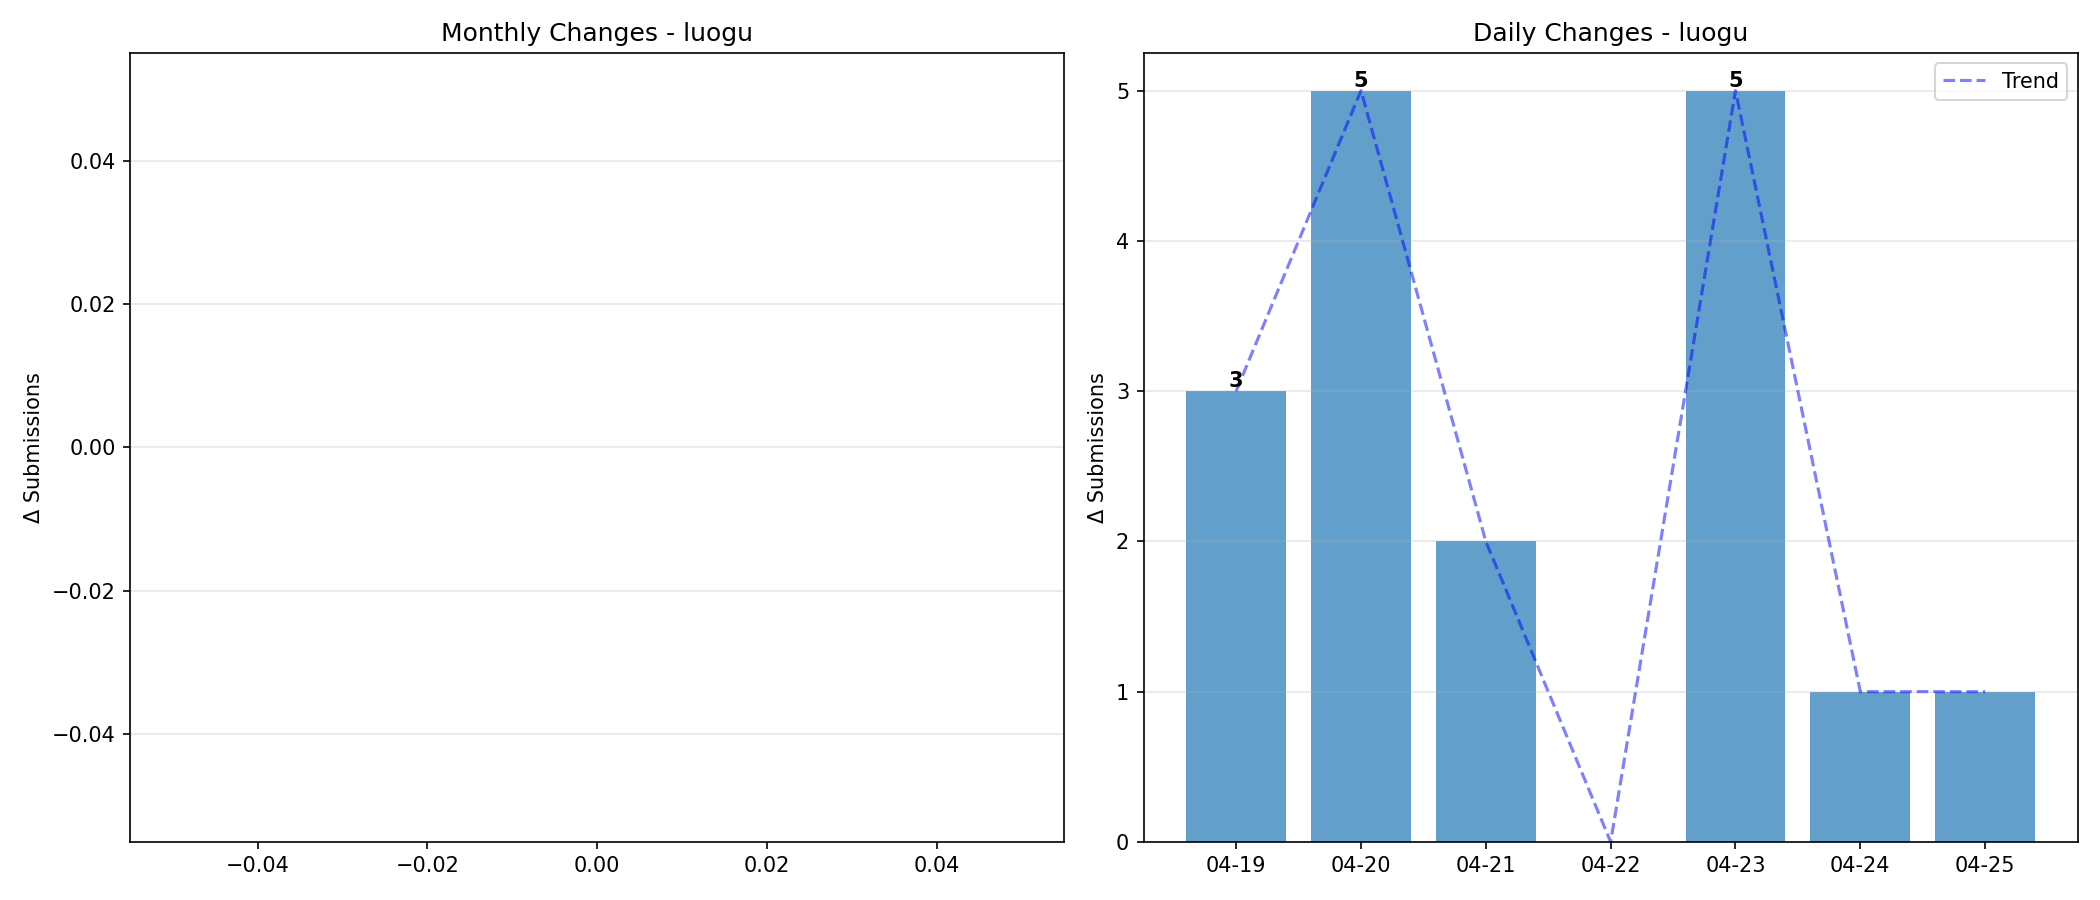 Monthly Changes - luogu
Δ Submissions
0.04
0.02
0.00
−0.02
−0.04
−0.04 −0.02 0.00 0.02 0.04
Daily Changes - luogu
Δ Submissions
Trend
5
4
3
2
1
0
3 5 5
04-19 04-20 04-21 04-22 04-23 04-24 04-25